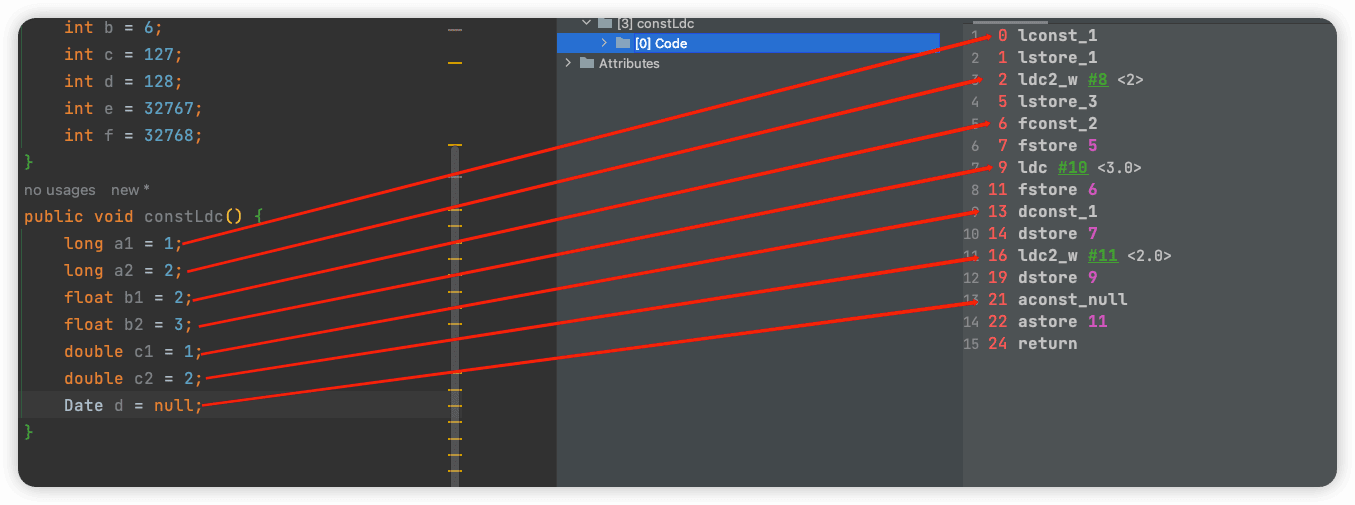 int b = 6;
int c = 127;
int d = 128;
int e = 32767;
int f = 32768;
}
no usages   new *
public void constLdc() {
long a1 = 1;
long a2 = 2;
float b1 = 2;
float b2 = 3;
double c1 = 1;
double c2 = 2;
Date d = null;
}
[3] constLdc
[0] Code
Attributes
1 0 lconst_1
2 1 lstore_1
3 2 ldc2_w #8 <2>
4 5 lstore_3
5 6 fconst_2
6 7 fstore 5
7 9 ldc #10 <3.0>
8 11 fstore 6
9 13 dconst_1
10 14 dstore 7
11 16 ldc2_w #11 <2.0>
12 19 dstore 9
13 21 aconst_null
14 22 astore 11
15 24 return